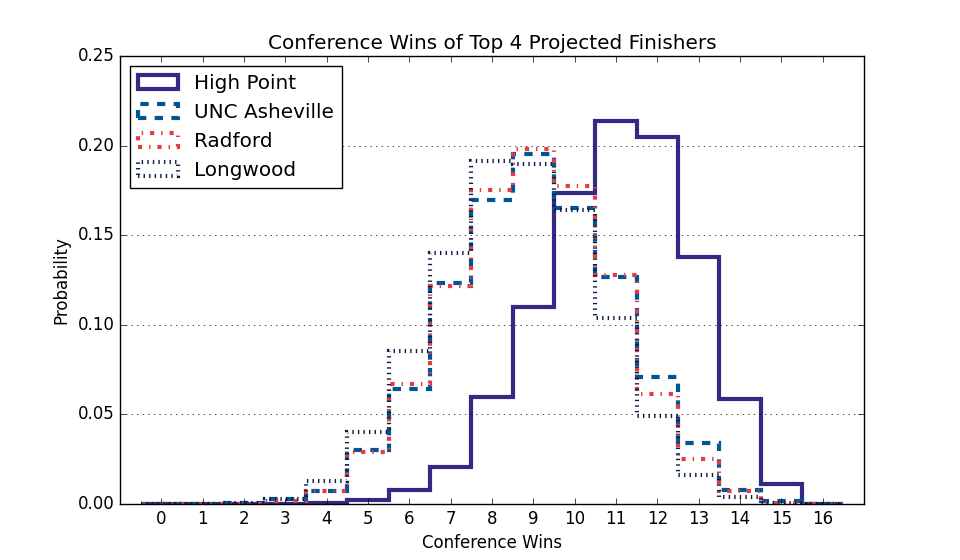 Conference Wins of Top 4 Projected Finishers
0.25
0.20
0.15
0.10
0.05
0.00
Probability
High Point
UNC Asheville
Radford
Longwood
0 1 2 3 4 5 6 7 8 9 10 11 12 13 14 15 16
Conference Wins